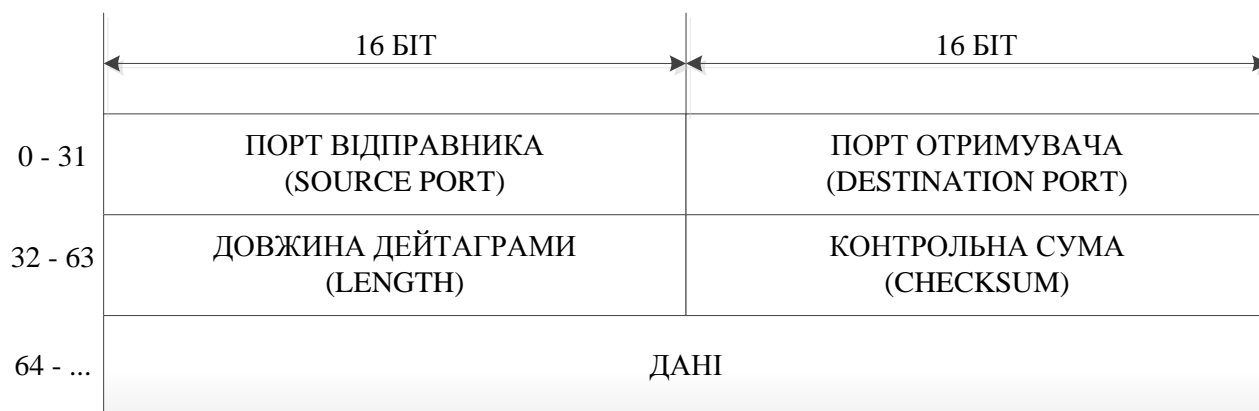 16 БІТ
16 БІТ
0 - 31
ПОРТ ВІДПРАВНИКА
(SOURCE PORT)
ПОРТ ОТРИМУВАЧА
(DESTINATION PORT)
32 - 63
ДОВЖИНА ДЕЙТАГРАМИ
(LENGTH)
КОНТРОЛЬНА СУМА
(CHECKSUM)
64 - ...
ДАНІ